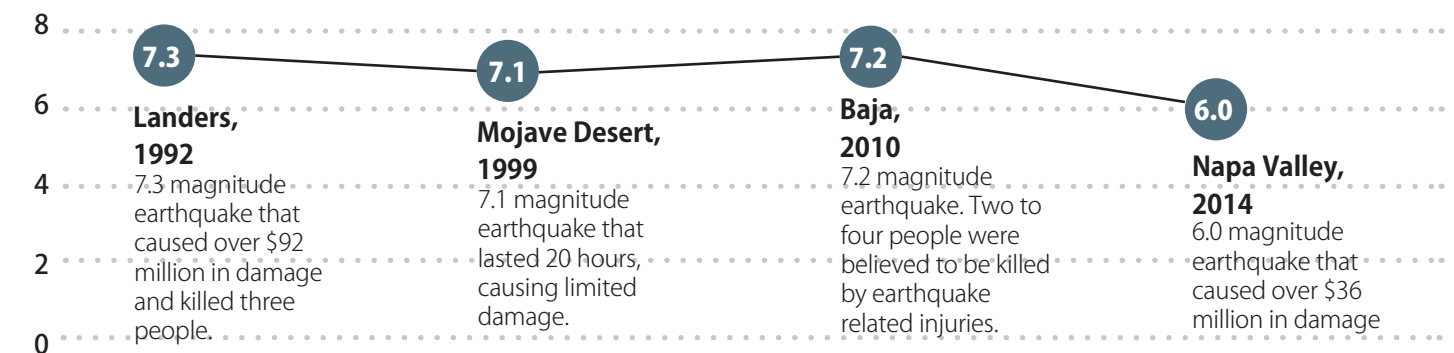 8
6
4
2
0
7.3
Landers,
1992
7.3 magnitude
earthquake that
caused over $92
million in damage
and killed three
people.
7.1
Mojave Desert,
1999
7.1 magnitude
earthquake that
lasted 20 hours,
causing limited
damage.
7.2
Baja,
2010
7.2 magnitude
earthquake. Two to
four people were
believed to be killed
by earthquake
related injuries.
6.0
Napa Valley,
2014
6.0 magnitude
earthquake that
caused over $36
million in damage